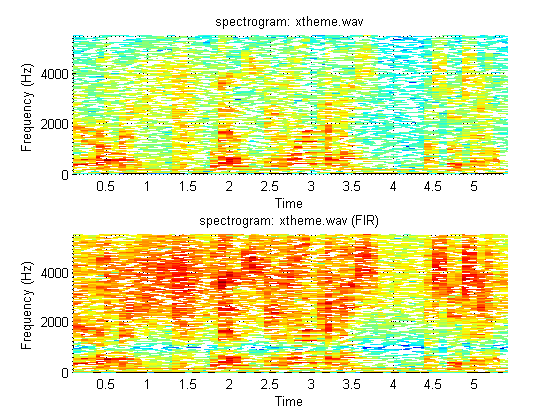 spectrogram: xtheme.wav
Frequency (Hz)
4000
2000
0
0.5 1 1.5 2 2.5 3 3.5 4 4.5 5
Time
spectrogram: xtheme.wav (FIR)
Frequency (Hz)
4000
2000
0
0.5 1 1.5 2 2.5 3 3.5 4 4.5 5
Time